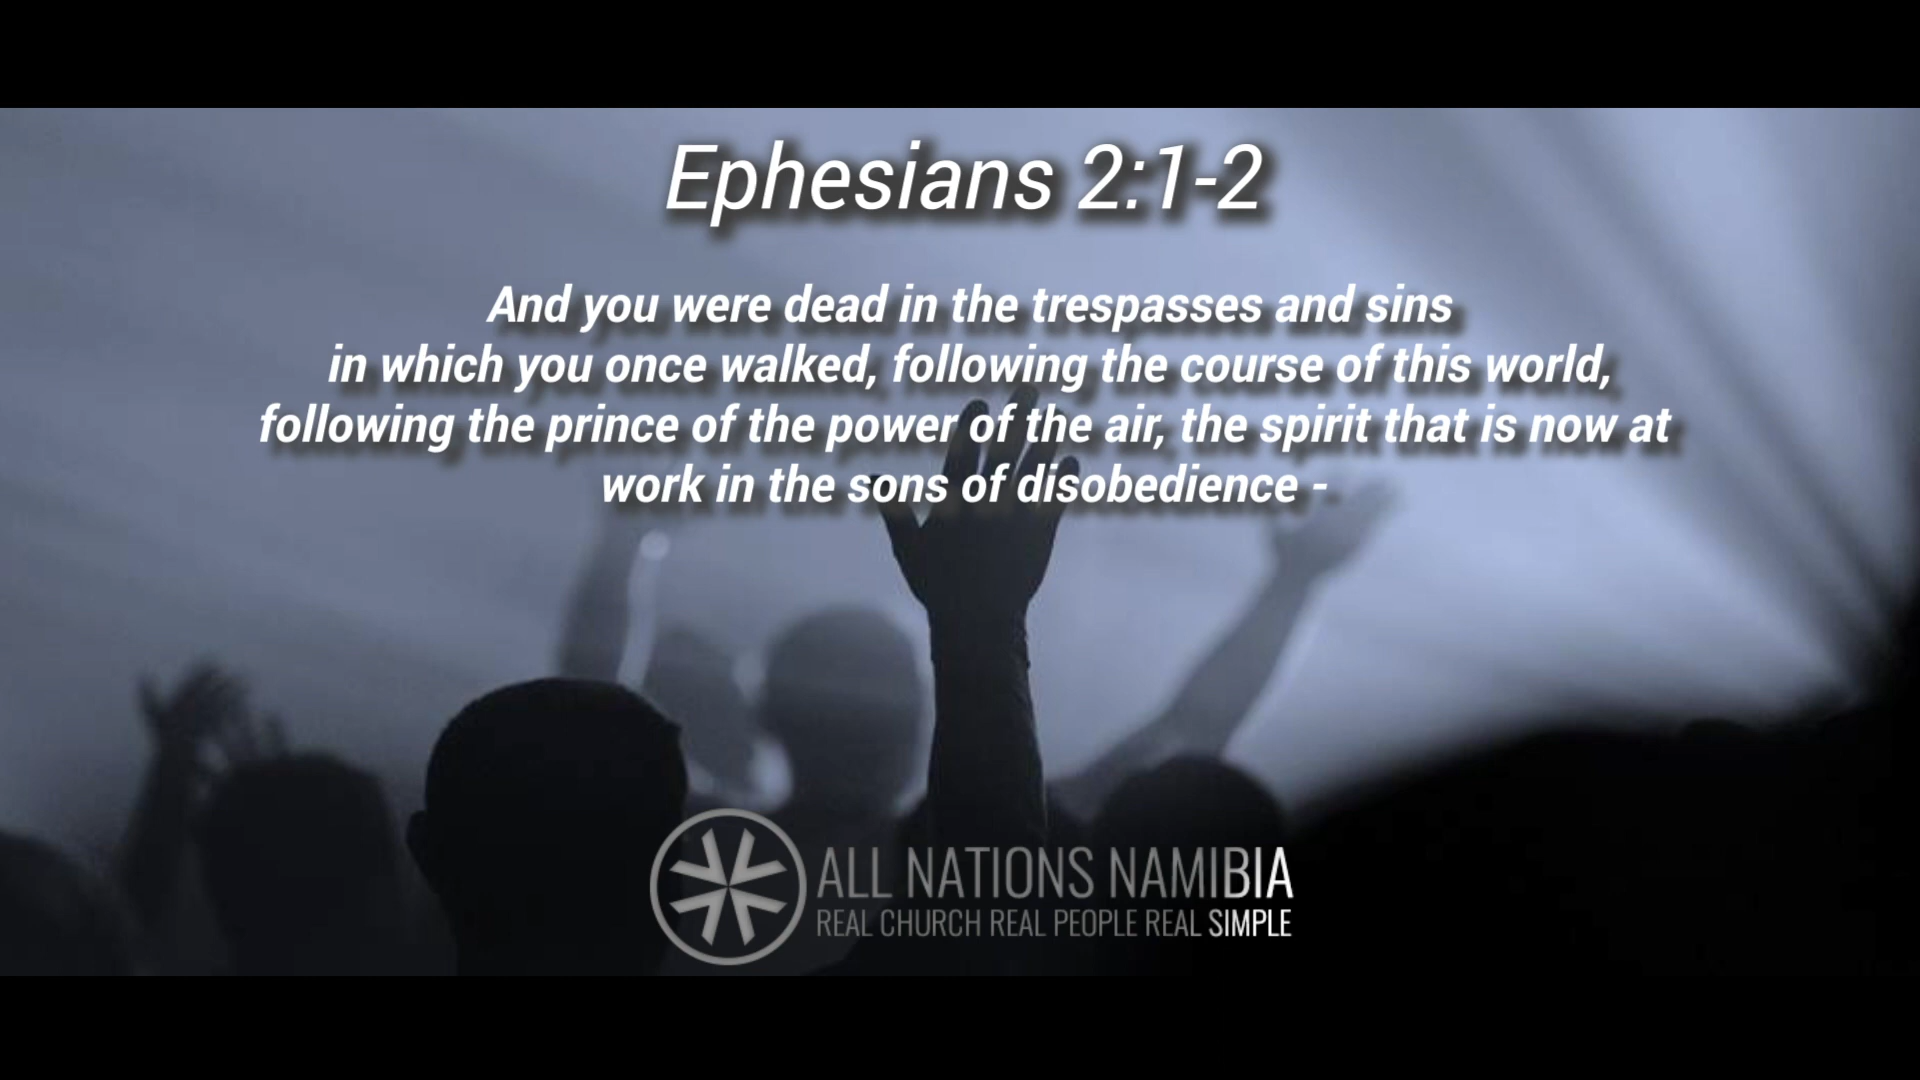 Ephesians 2:1-2
And you were dead in the trespasses and sins
in which you once walked, following the course of this world,
following the prince of the power of the air, the spirit that is now at
work in the sons of disobedience -
ALL NATIONS NAMIBIA
REAL CHURCH REAL PEOPLE REAL SIMPLE